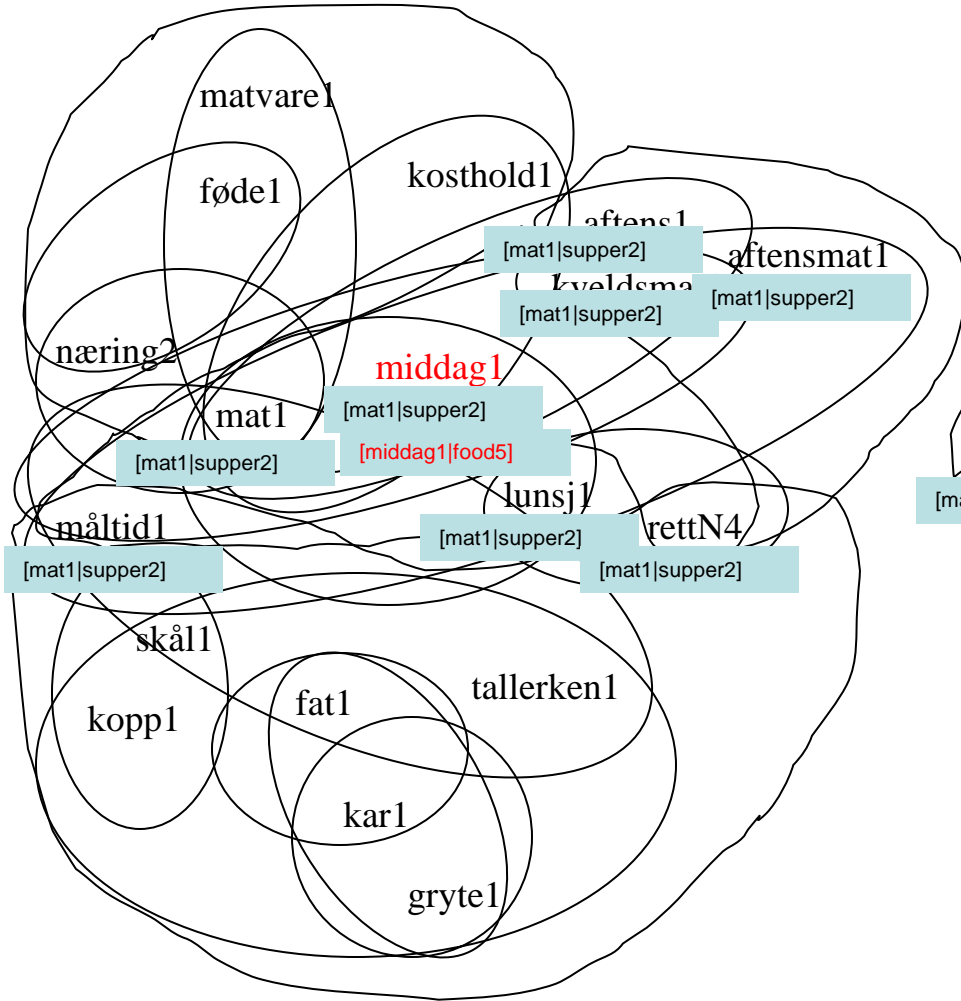 matvare1
kosthold1
føde1
aftens1
[mat1|supper2]
aftensmat1
[mat1|supper2]
[mat1|supper2]
næring2
middag1
mat1
[mat1|supper2]
[middag1|food5]
[mat1|supper2]
lunsj1
måltid1
rettN4
[mat1|supper2]
[mat1|supper2]
[mat1|supper2]
skål1
tallerken1
fat1
kopp1
kar1
gryte1